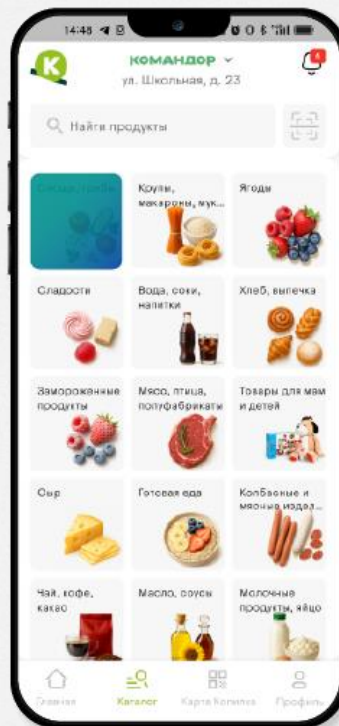 14:48
K
КОМАНДОР
ул. Школьная, д. 23
Найти продукты
Крупы,
макароны, мук...
Ягоды
Сладости
Вода, соки,
напитки
Хлеб, выпечка
Замороженные
продукты
Мясо, птица,
полуфабрикаты
Товары для мам
и детей
Сыр
Готовая еда
Колбасные и
мясные издел...
Чай, кофе,
какао
Масло, соусы
Молочные
продукты, яйцо
Главная
Каталог
Карта Копилка
Профиль